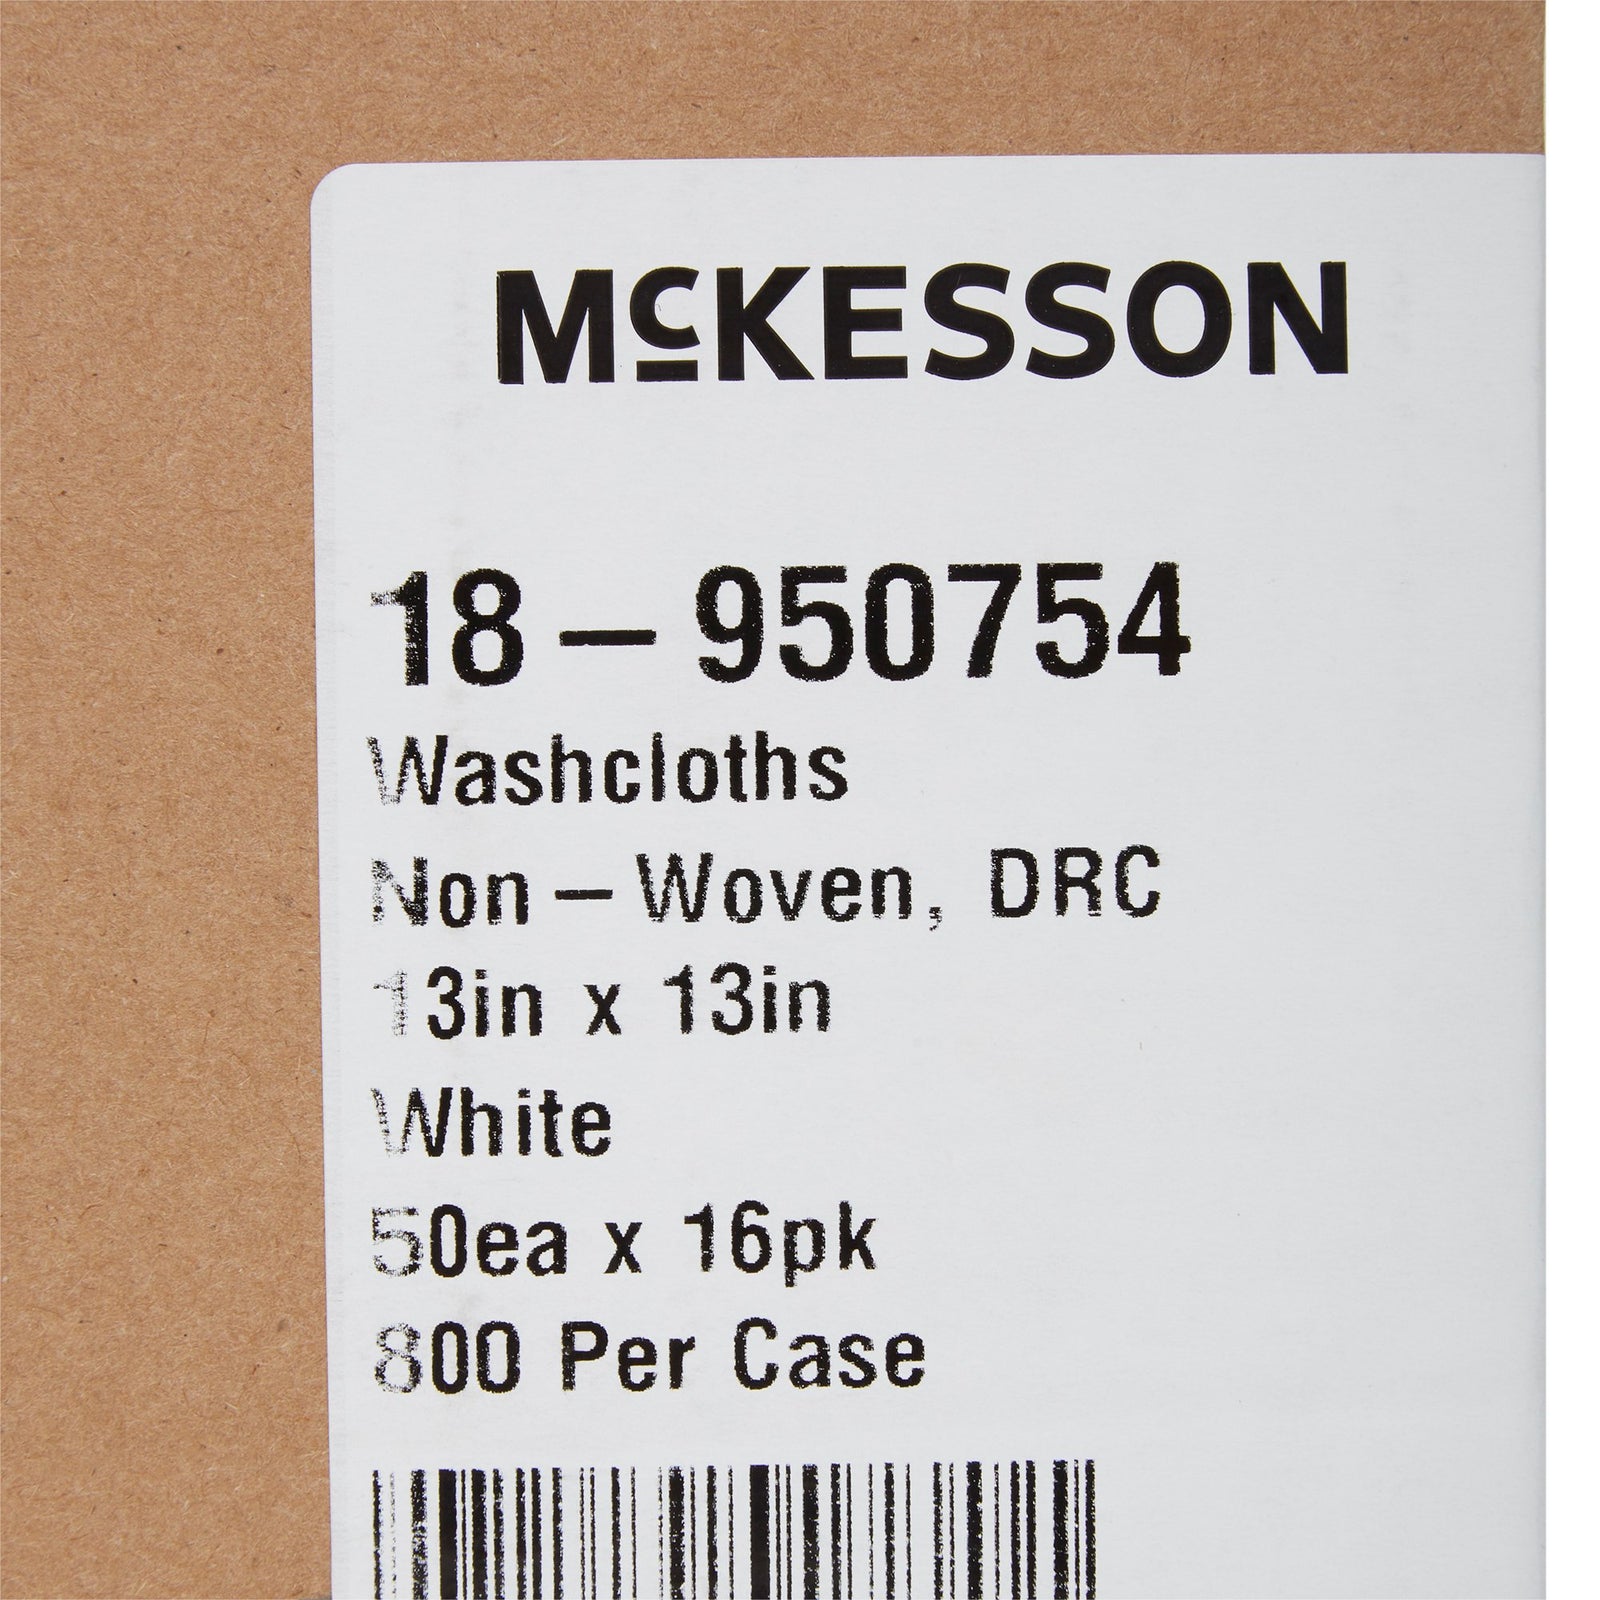 McKESSON
18-950754
Washcloths
Non-Woven, DRC
13in x 13in
White
50ea x 16pk
800 Per Case